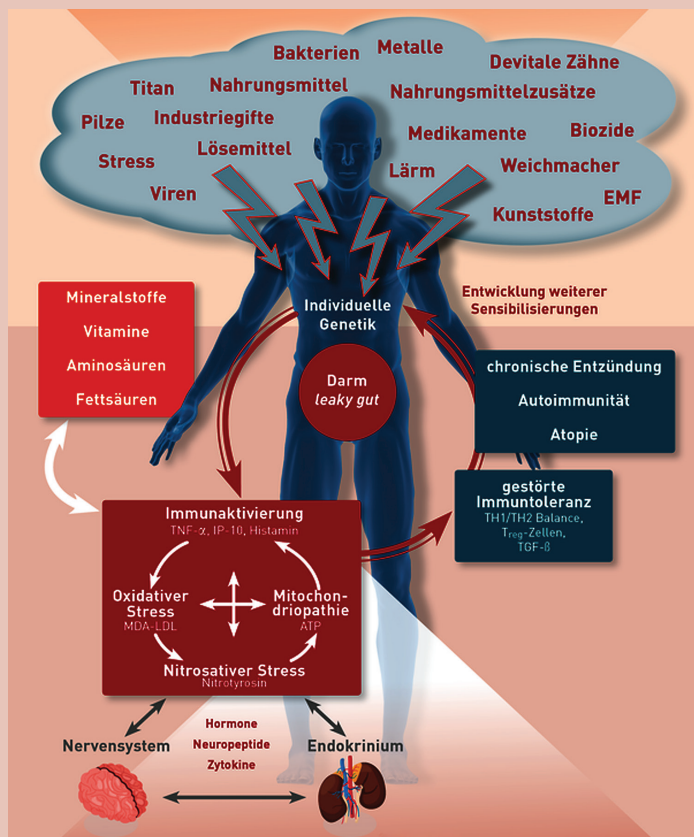 Bakterien
Metalle
Devitale Zähne
Titan
Nahrungsmittel
Nahrungsmittelzusätze
Pilze
Industriegifte
Medikamente
Biozide
Stress
Lösemittel
Lärm
Weichmacher
Viren
EMF
Kunststoffe
Mineralstoffe
Vitamine
Aminosäuren
Fettsäuren
Individuelle
Genetik
Darm
leaky gut
Entwicklung weiterer
Sensibilisierungen
chronische Entzündung
Autoimmunität
Atopie
gestörte
Immuntoleranz
TH1/TH2 Balance,
Treg-Zellen,
TGF-ß
Immunaktivierung
TNF-α, IP-10, Histamin
Oxidativer
Stress
MDA-LDL
Mitochon-
driopathie
ATP
Nitrosativer Stress
Nitrotyrosin
Nervensystem
Hormone
Neuropeptide
Zytokine
Endokrinium